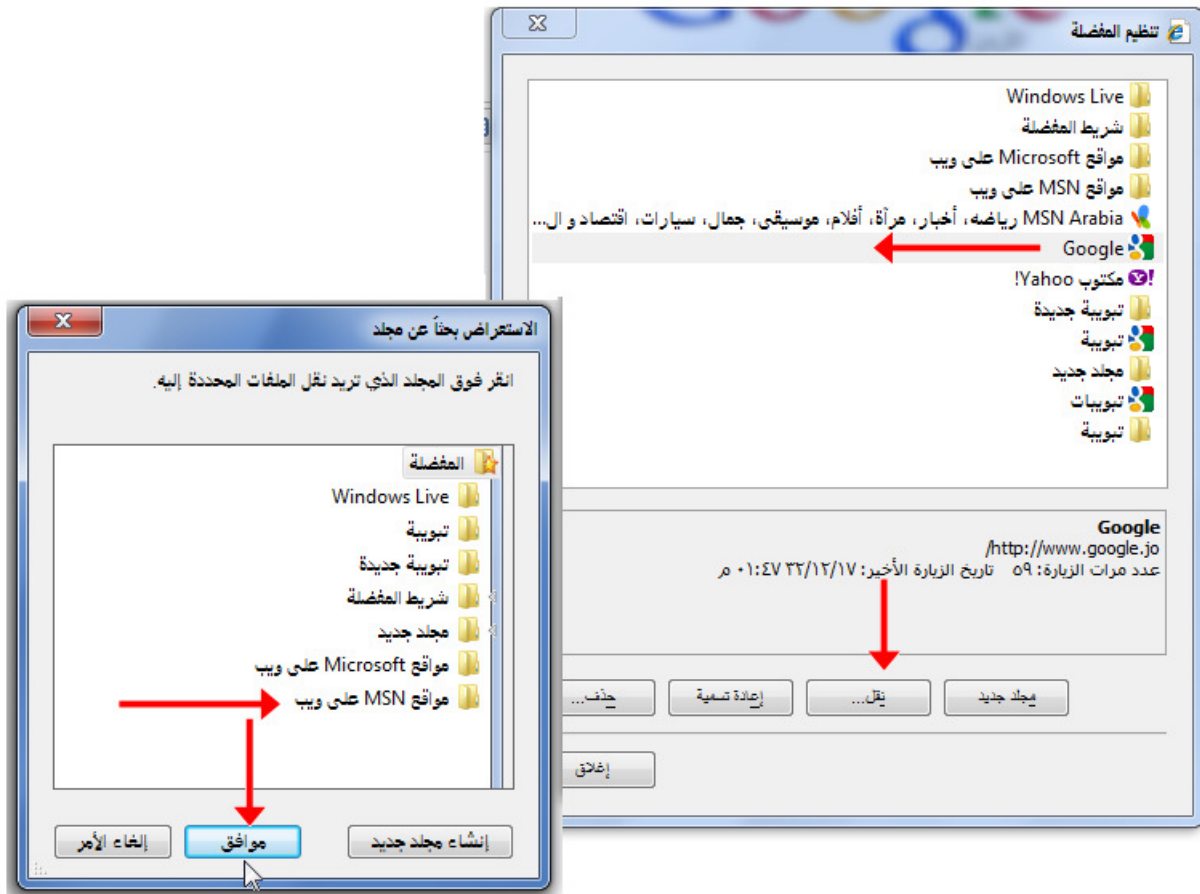 تنظيم المفضلة
Windows Live
شريط المفضلة
مواقع Microsoft على ويب
مواقع MSN على ويب
MSN Arabia رياضه، أخبار، مرآة، أفلام، موسيقى، جمال، سيارات، اقتصاد و ال...
Google
مكتوب Yahoo!
تبويبة جديدة
تبويبة
مجلد جديد
تبويبات
تبويبة
Google
http://www.google.jo/
عدد مرات الزيارة: ٥٩ تاريخ الزيارة الأخير: ٣٢/١٢/١٧ ٠١:٤٧ م
مجلد جديد
نقل...
إعادة تسمية
حذف...
إغلاق
الاستعراض بحثاً عن مجلد
انقر فوق المجلد الذي تريد نقل الملفات المحددة إليه.
المفضلة
Windows Live
تبويبة
تبويبة جديدة
شريط المفضلة
مجلد جديد
مواقع Microsoft على ويب
مواقع MSN على ويب
إنشاء مجلد جديد
موافق
إلغاء الأمر